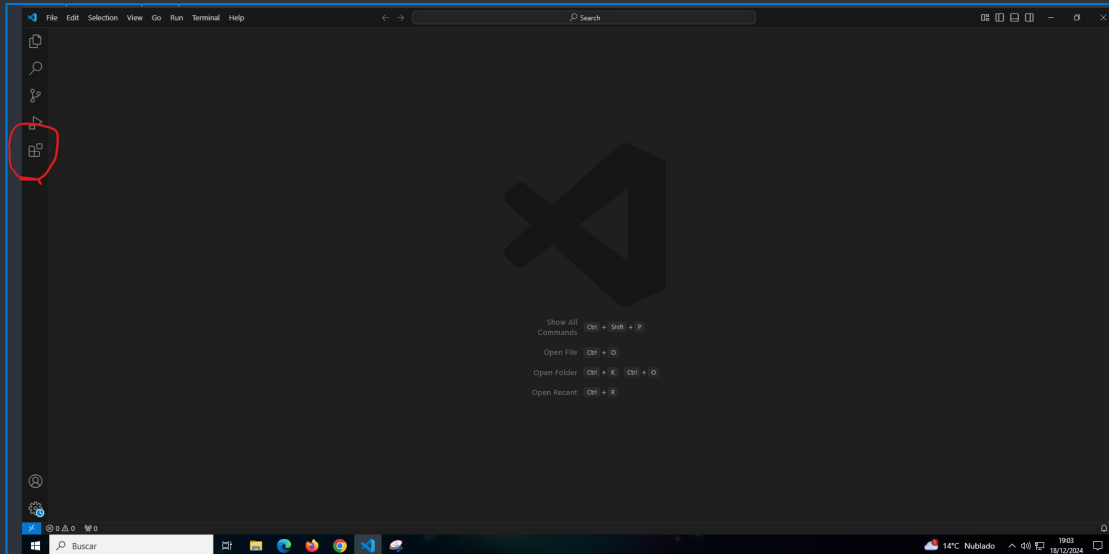 File Edit Selection View Go Run Terminal Help
Search
Show All
Commands Ctrl + Shift + P
Open File Ctrl + O
Open Folder Ctrl + K Ctrl + O
Open Recent Ctrl + R
0 0 0
Buscar
14°C Nublado
19:03
18/12/2024